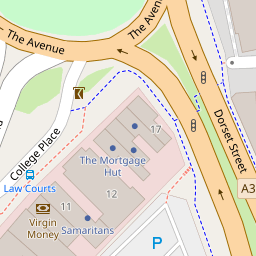 The Avenue
The Avenue
Dorset Street
A3
College Place
17
The Mortgage
Hut
Law Courts
12
11
Virgin
Money
Samaritans
P